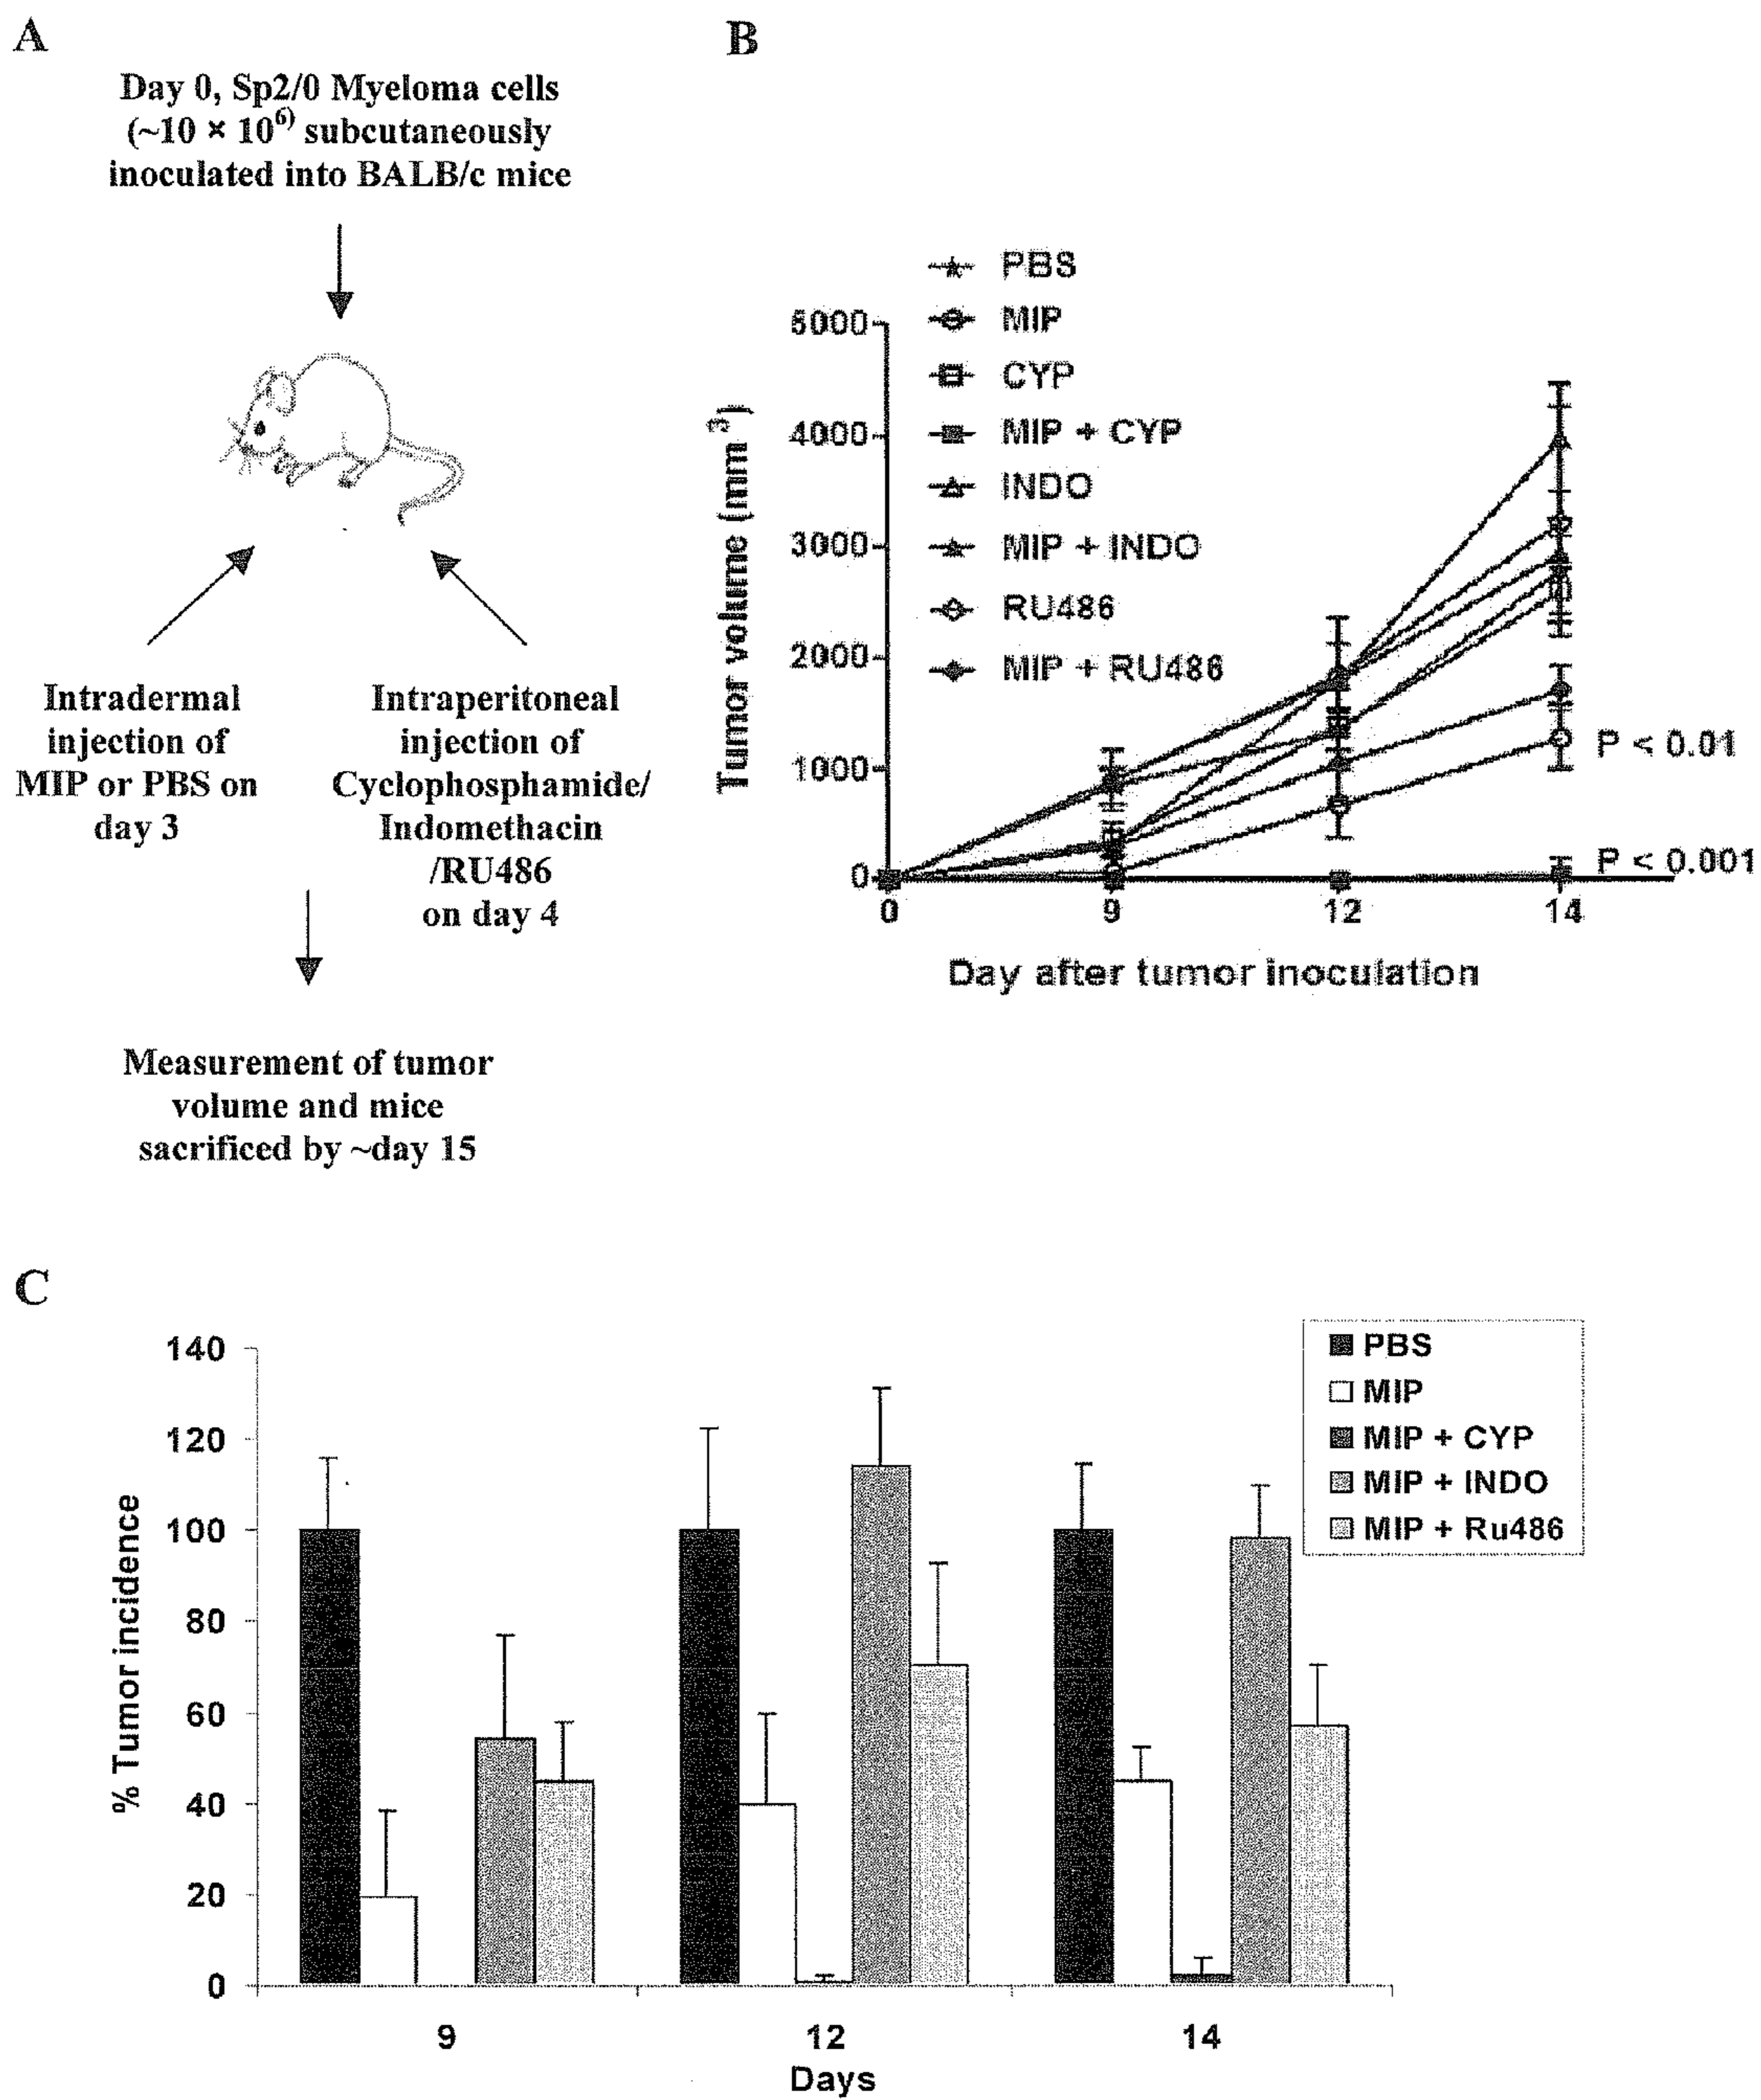 A
Day 0, Sp2/0 Myeloma cells
(~10 × 10⁶⁾ subcutaneously
inoculated into BALB/c mice
Intradermal
injection of
MIP or PBS on
day 3
Intraperitoneal
injection of
Cyclophosphamide/
Indomethacin
/RU486
on day 4
Measurement of tumor
volume and mice
sacrificed by ~day 15
B
PBS
MIP
CYP
MIP + CYP
INDO
MIP + INDO
RU486
MIP + RU486
Tumor volume (mm³)
5000
4000
3000
2000
1000
0
P < 0.01
P < 0.001
0 9 12 14
Day after tumor inoculation
C
% Tumor incidence
140
120
100
80
60
40
20
0
PBS
MIP
MIP + CYP
MIP + INDO
MIP + Ru486
9 12 14
Days